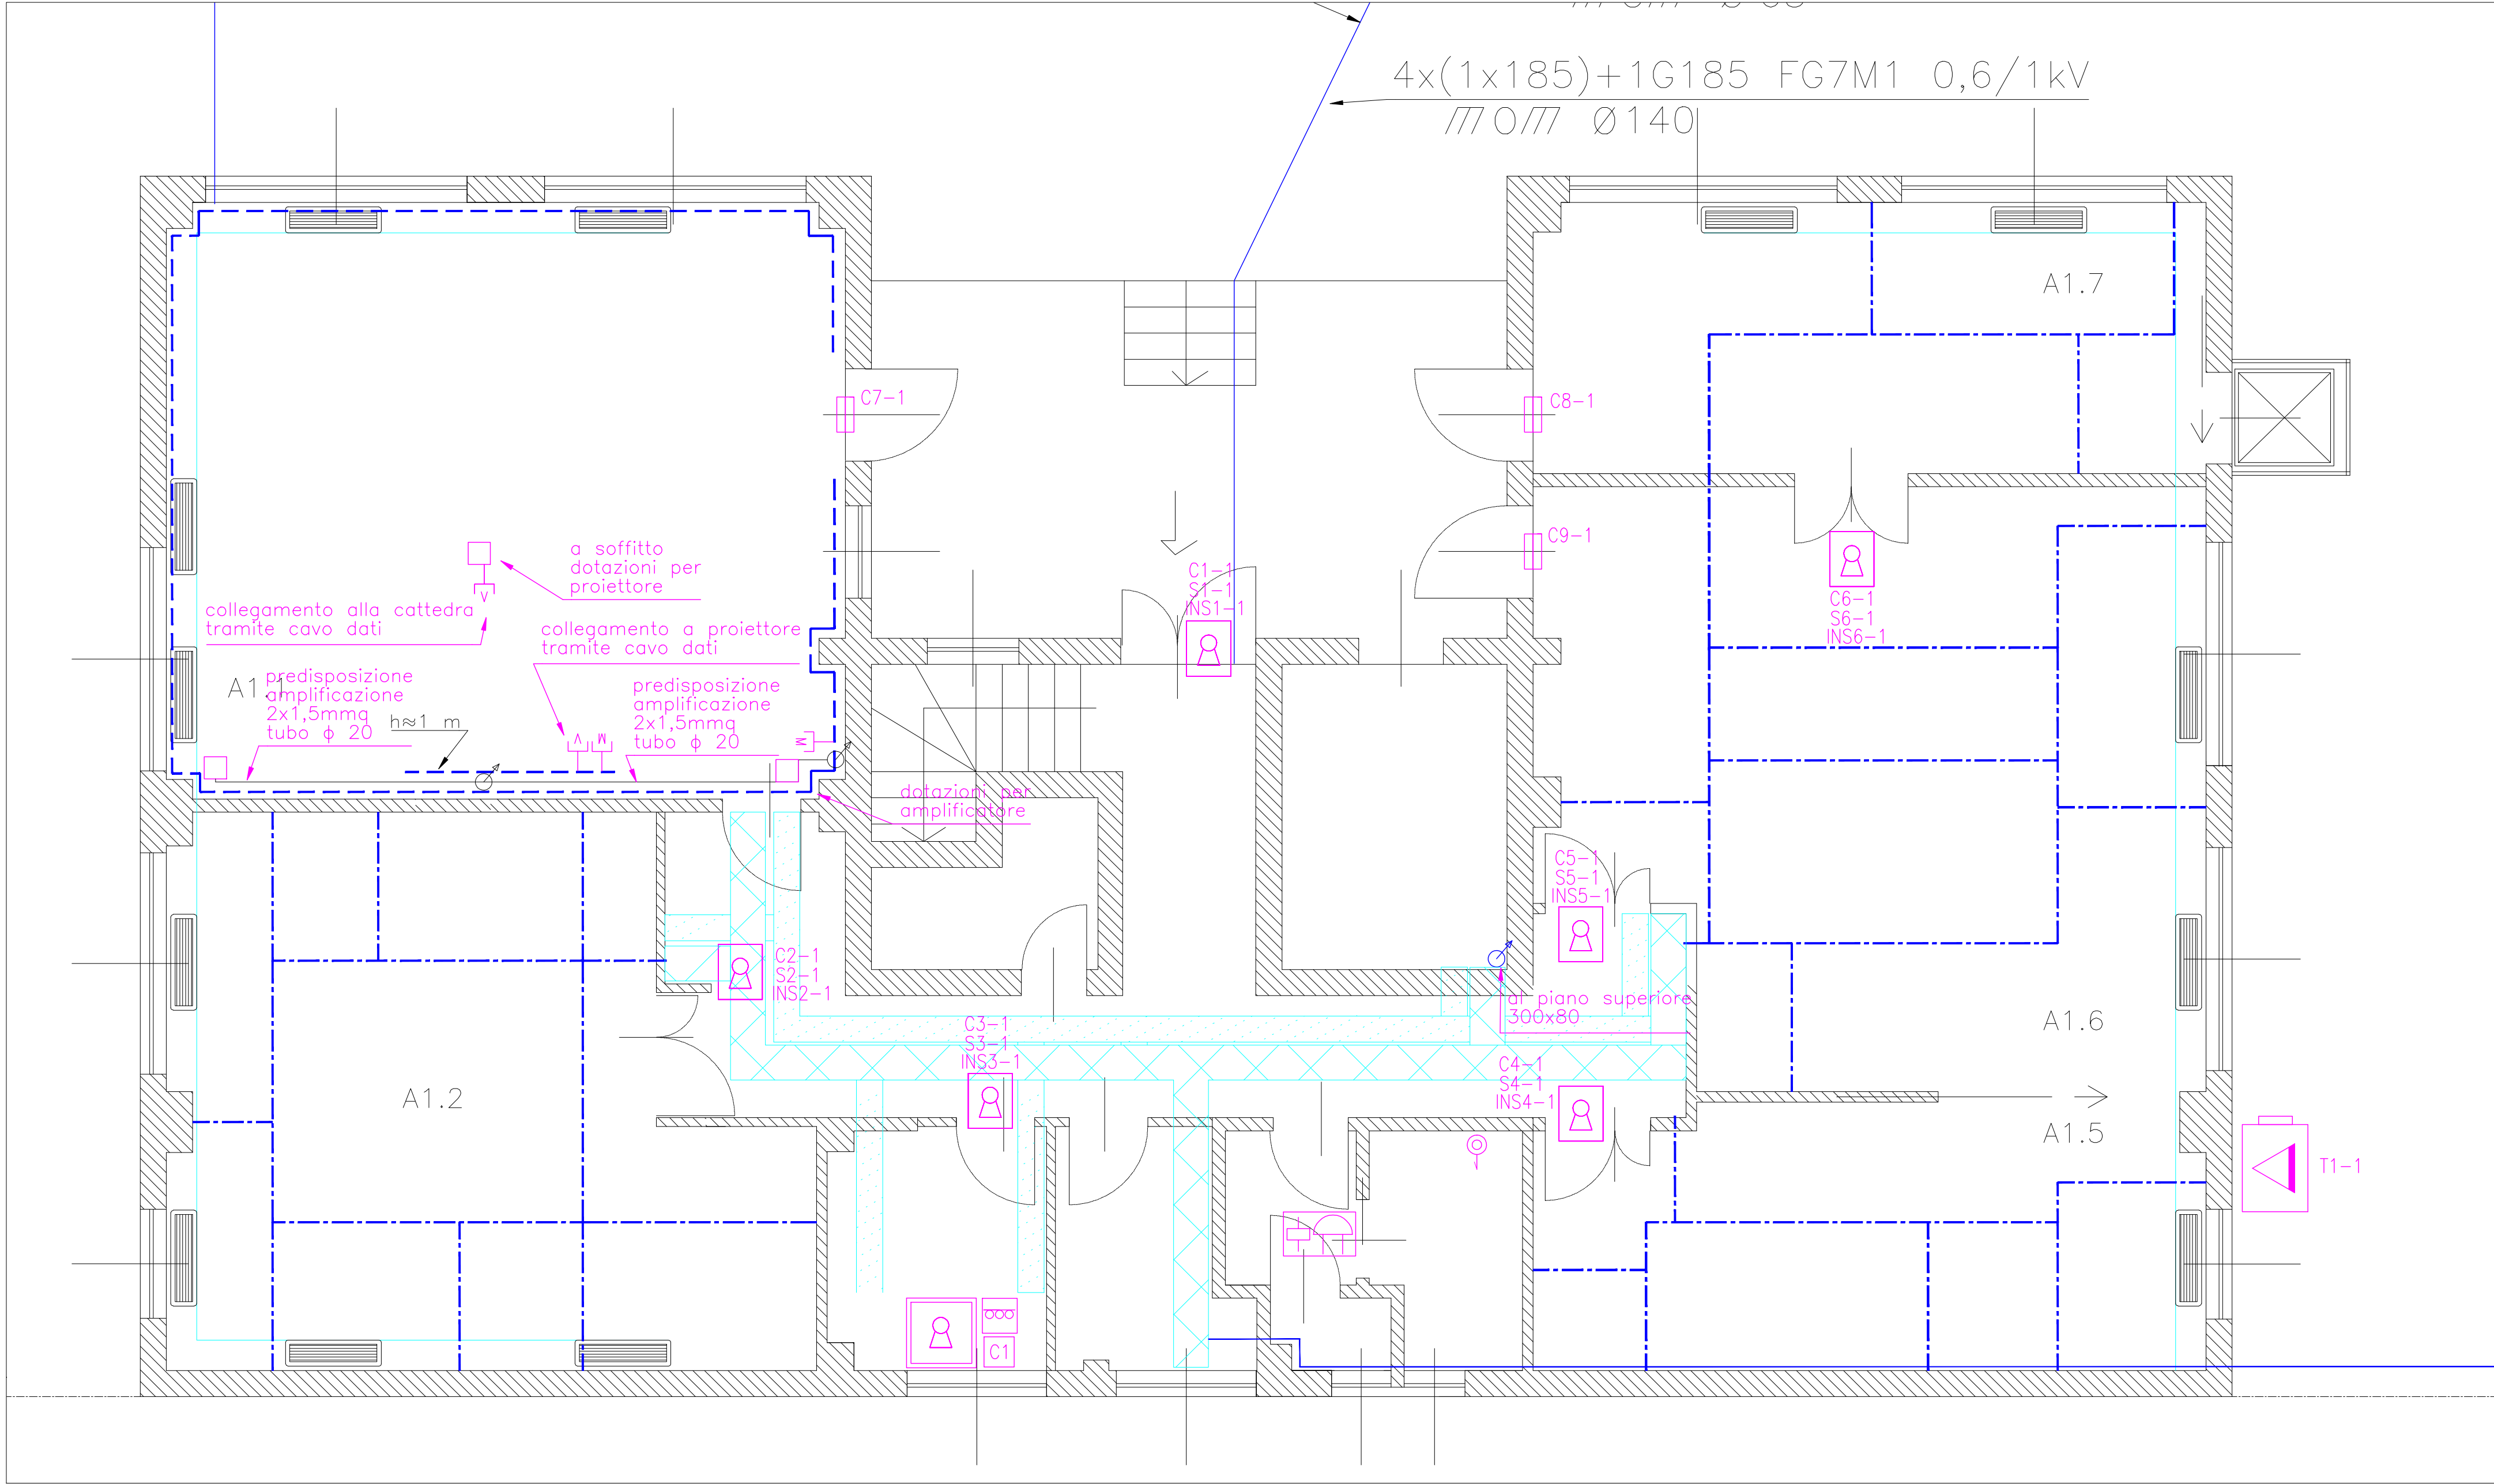 4x(1x185)+1G185 FG7M1 0,6/1kV
Ø140
A1.7
C7-1
C8-1
C9-1
a soffitto
dotazioni per
proiettore
C1-1
S1-1
INS1-1
C6-1
S6-1
INS6-1
collegamento alla cattedra
tramite cavo dati
collegamento a proiettore
tramite cavo dati
V
A1.1
predisposizione
amplificazione
2x1,5mmq
tubo ϕ 20
h≈1 m
predisposizione
amplificazione
2x1,5mmq
tubo ϕ 20
V
M
M
dotazioni per
amplificatore
C5-1
S5-1
INS5-1
C2-1
S2-1
INS2-1
al piano superiore
300x80
C3-1
S3-1
INS3-1
C4-1
S4-1
INS4-1
A1.6
A1.2
A1.5
T1-1
C1